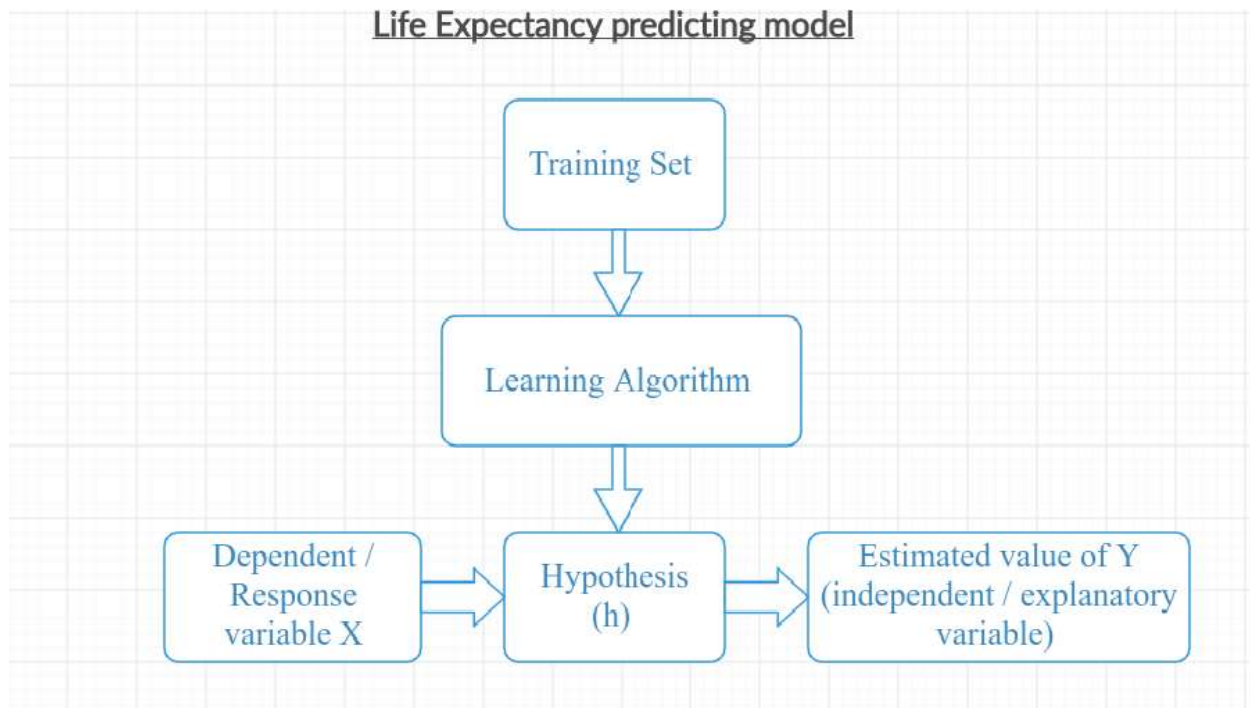 Life Expectancy predicting model
Training Set
Learning Algorithm
Dependent /
Response
variable X
Hypothesis
(h)
Estimated value of Y
(independent / explanatory
variable)